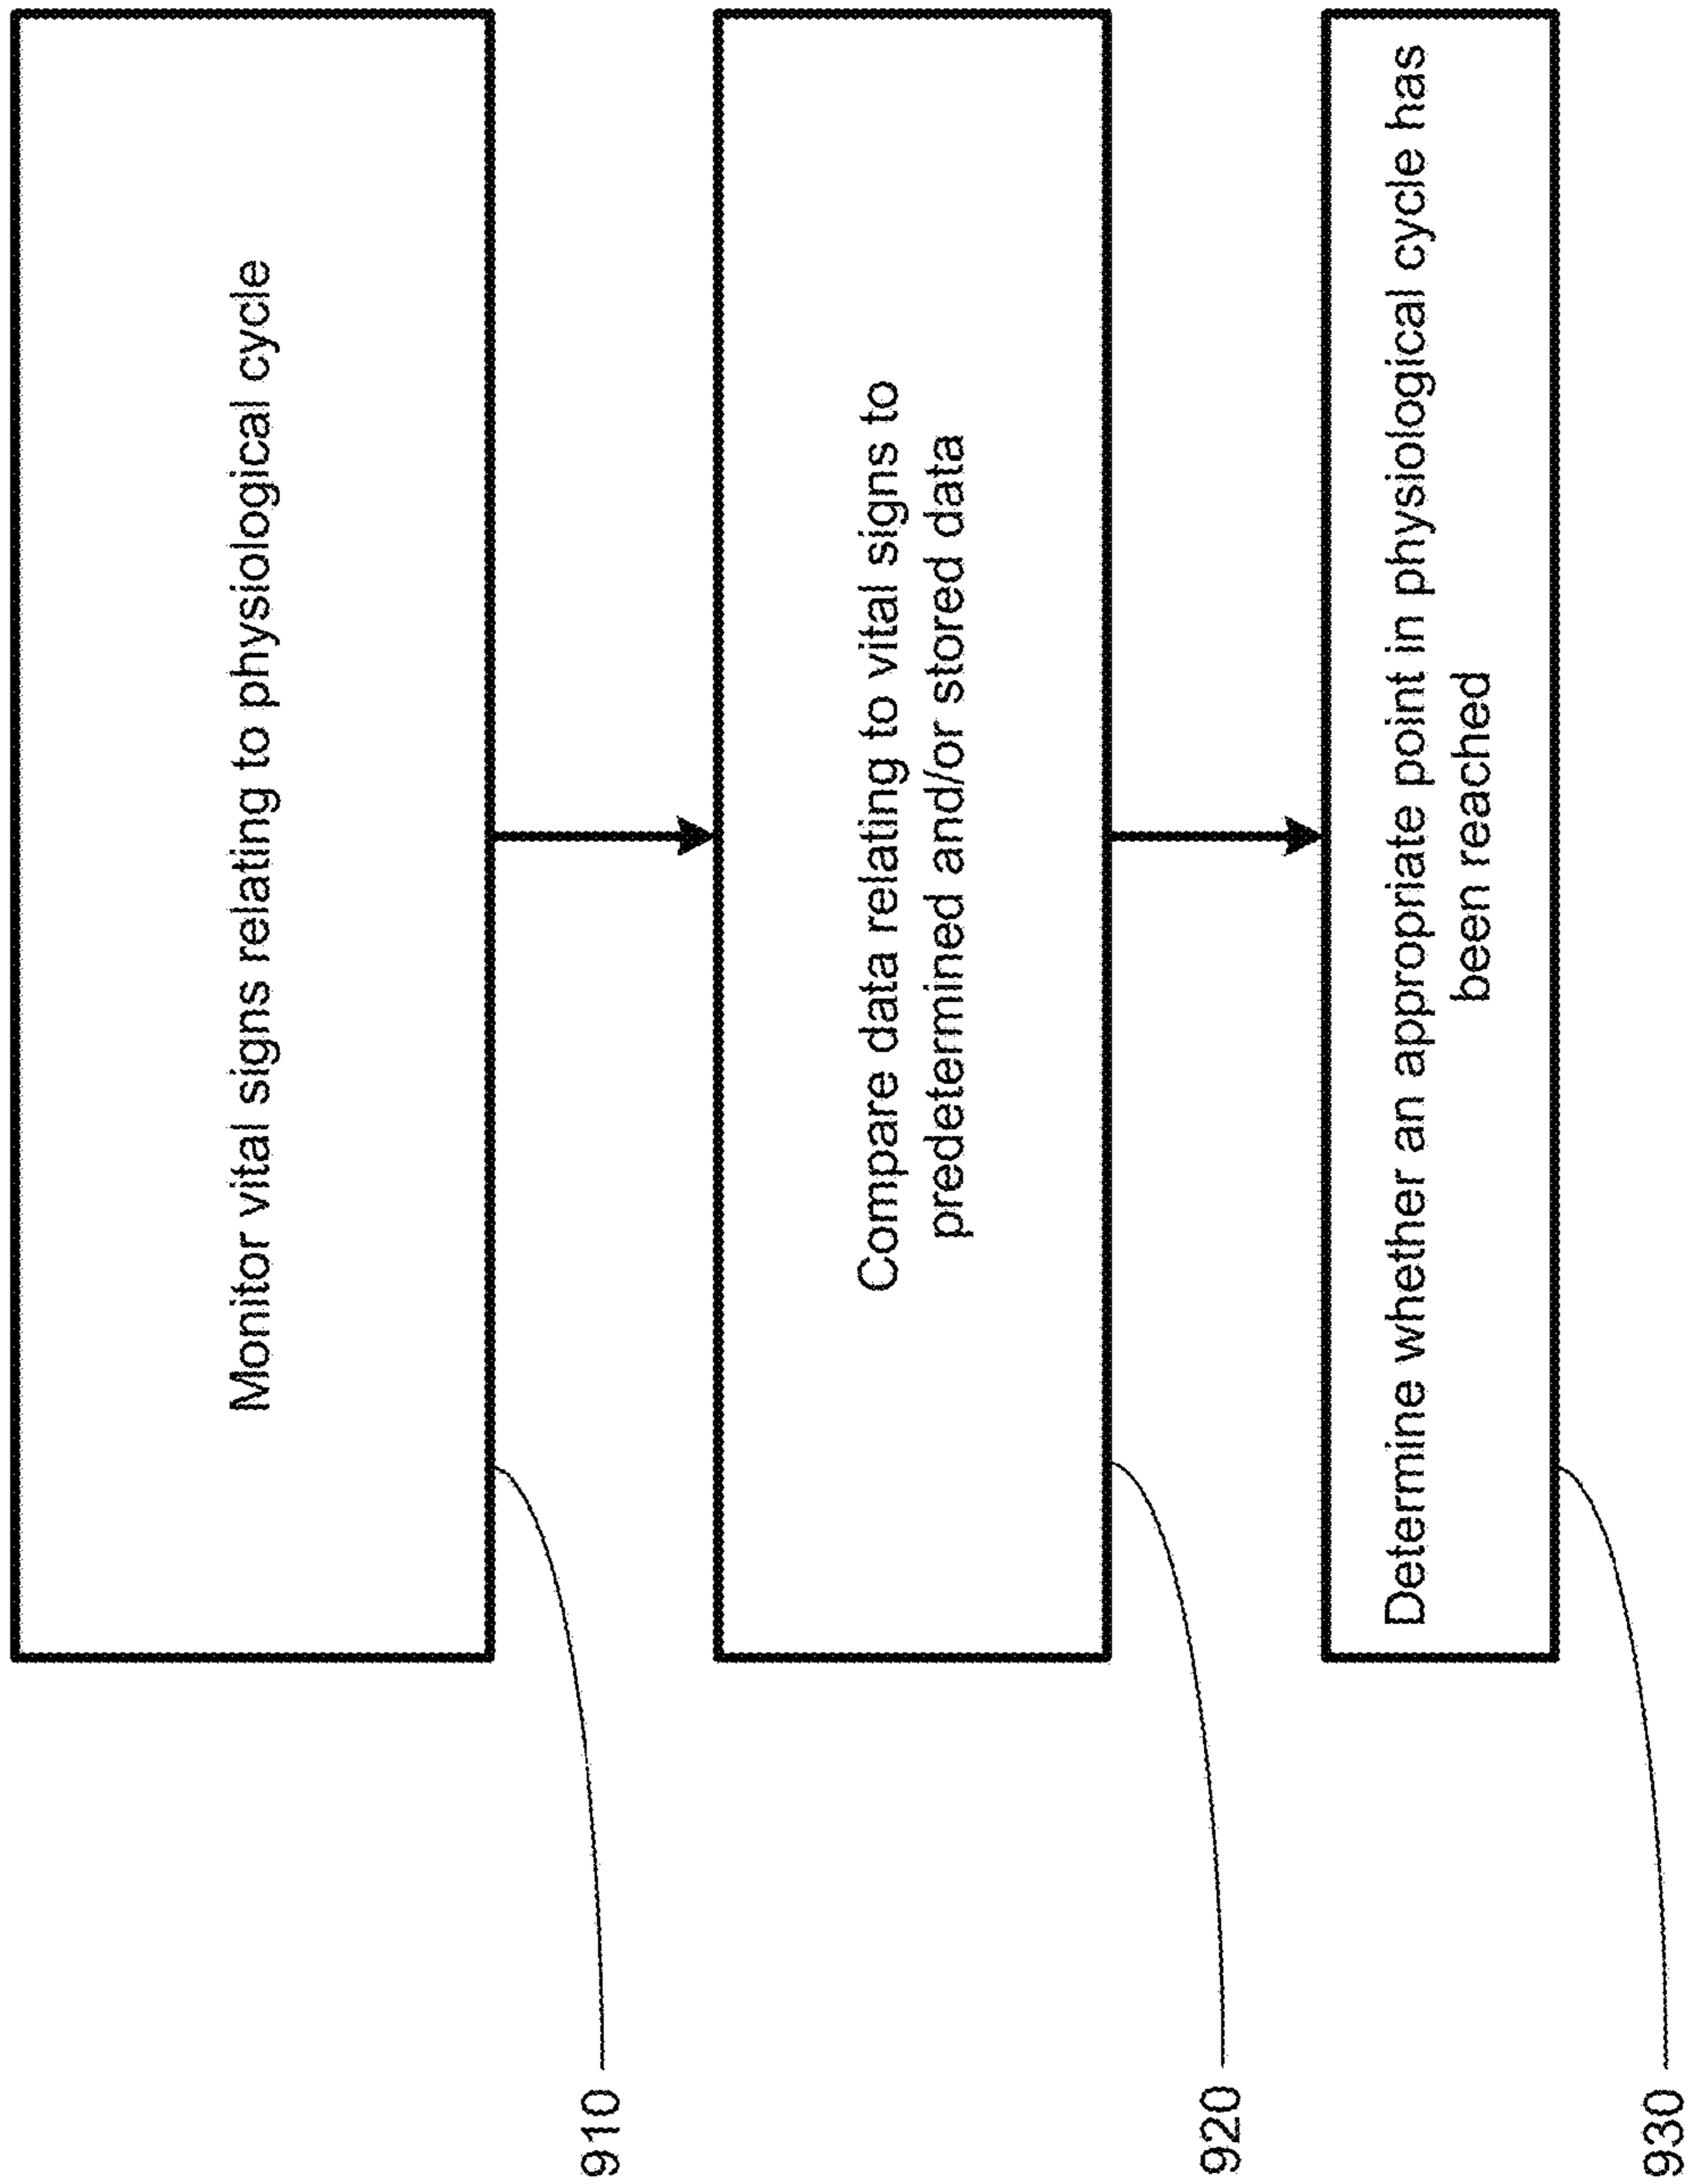 Monitor vital signs relating to physiological cycle
910
Compare data relating to vital signs to
predetermined and/or stored data
920
Determine whether an appropriate point in physiological cycle has
been reached
930